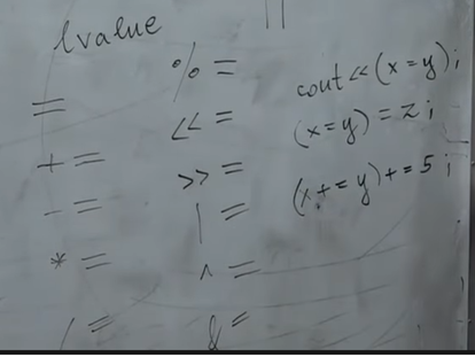 lvalue
=
+=
-=
*=
/=
%=
<<=
>>=
|=
^=
&=
cout << (x=y);
(x=y) = z;
(x+=y)+=5;